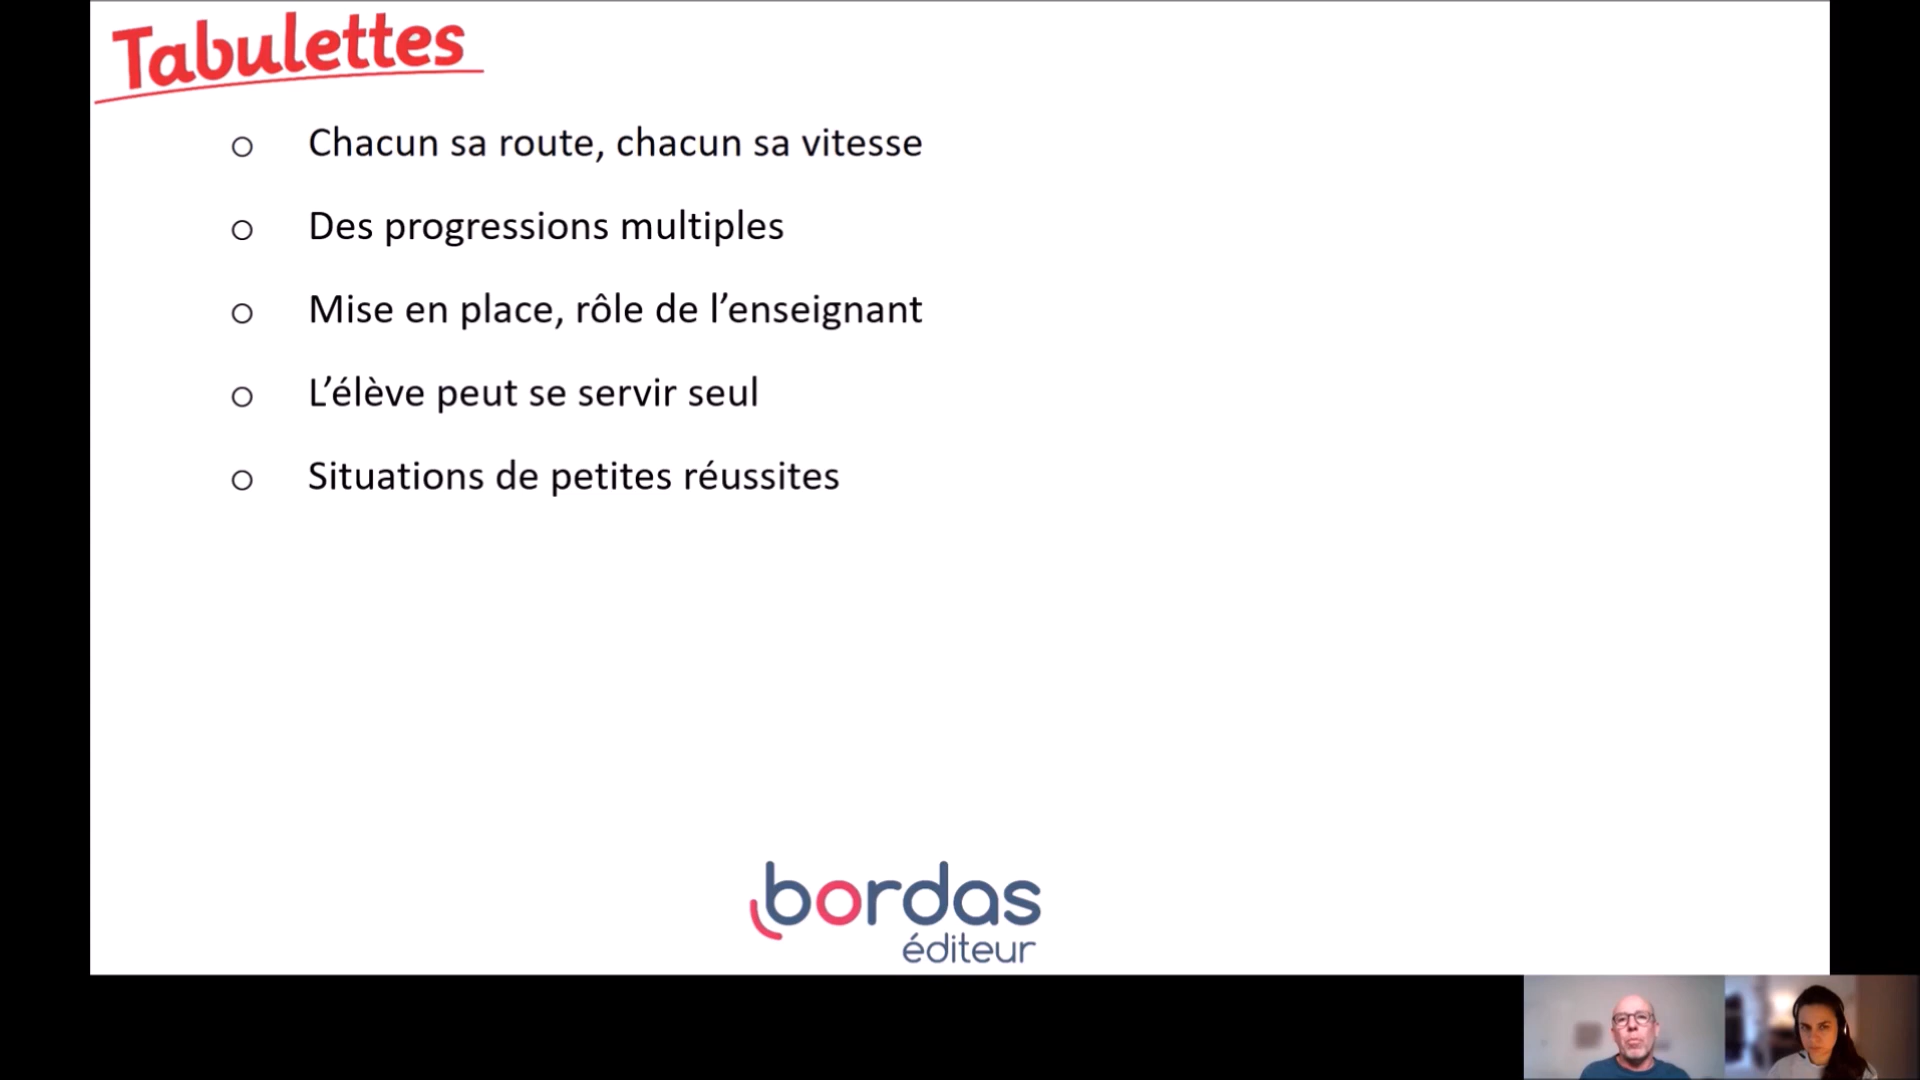 Tabulettes
Chacun sa route, chacun sa vitesse
Des progressions multiples
Mise en place, rôle de l’enseignant
L’élève peut se servir seul
Situations de petites réussites
bordas
éditeur